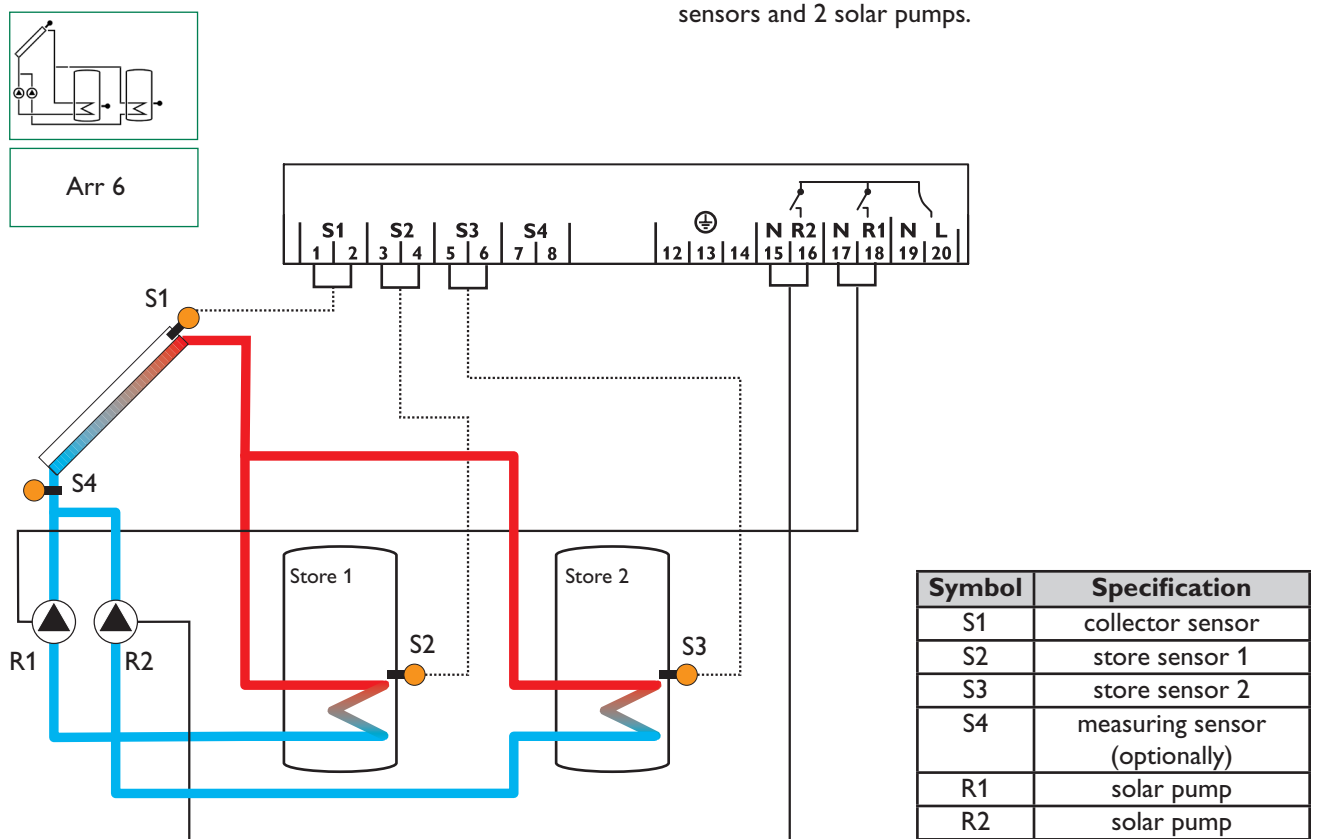 sensors and 2 solar pumps.
Arr 6
S1 S2 S3 S4 N R2 N R1 N L
1 2 3 4 5 6 7 8 12 13 14 15 16 17 18 19 20
S1
S4
Store 1
Store 2
S2
S3
R1
R2
Symbol Specification
S1 collector sensor
S2 store sensor 1
S3 store sensor 2
S4 measuring sensor
(optionally)
R1 solar pump
R2 solar pump